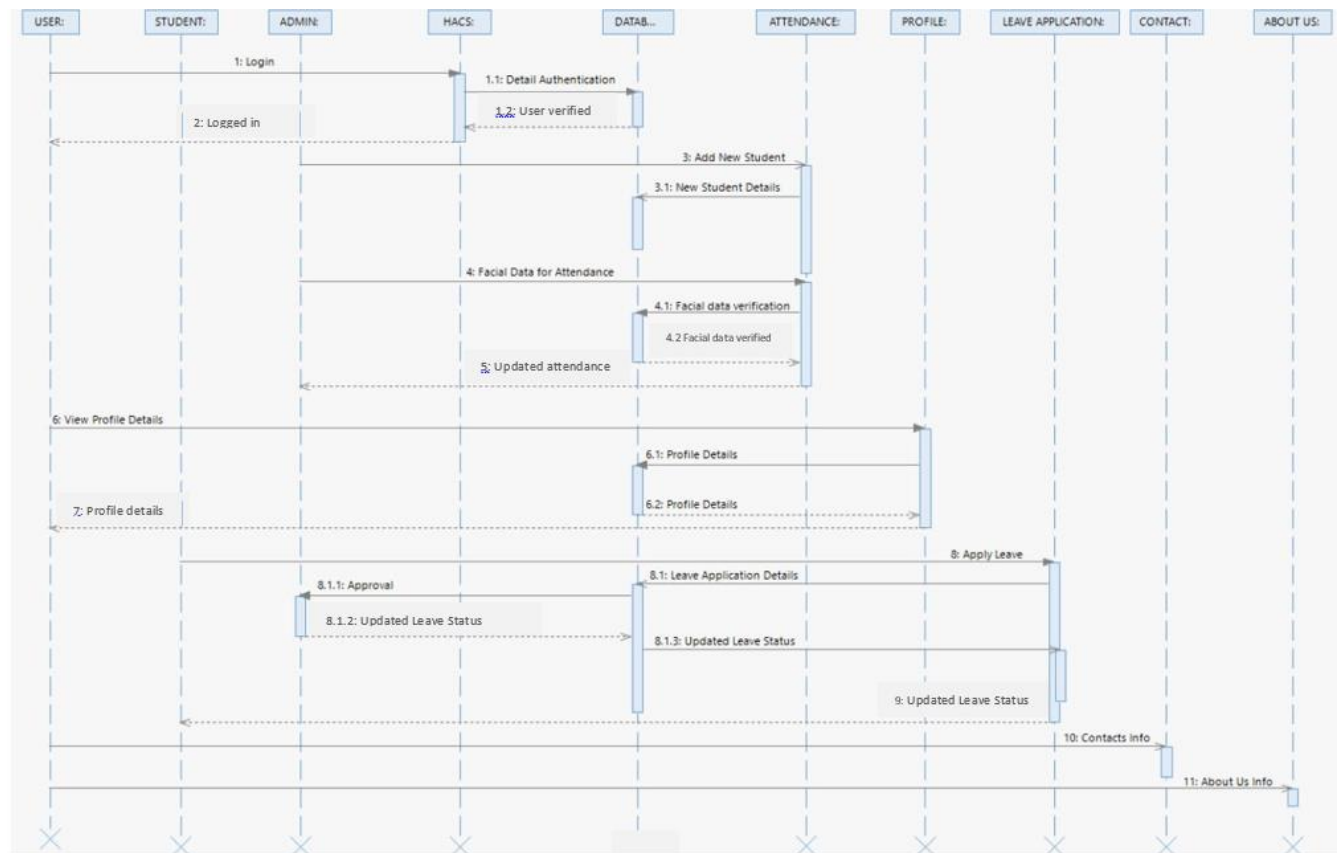 USER:
STUDENT:
ADMIN:
HACS:
DATAB...
ATTENDANCE:
PROFILE:
LEAVE APPLICATION:
CONTACT:
ABOUT US:
1: Login
1.1: Detail Authentication
1.2: User verified
2: Logged in
3: Add New Student
3.1: New Student Details
4: Facial Data for Attendance
4.1: Facial data verification
4.2 Facial data verified
5: Updated attendance
6: View Profile Details
6.1: Profile Details
6.2: Profile Details
7: Profile details
8: Apply Leave
8.1: Leave Application Details
8.1.1: Approval
8.1.2: Updated Leave Status
8.1.3: Updated Leave Status
9: Updated Leave Status
10: Contacts Info
11: About Us Info